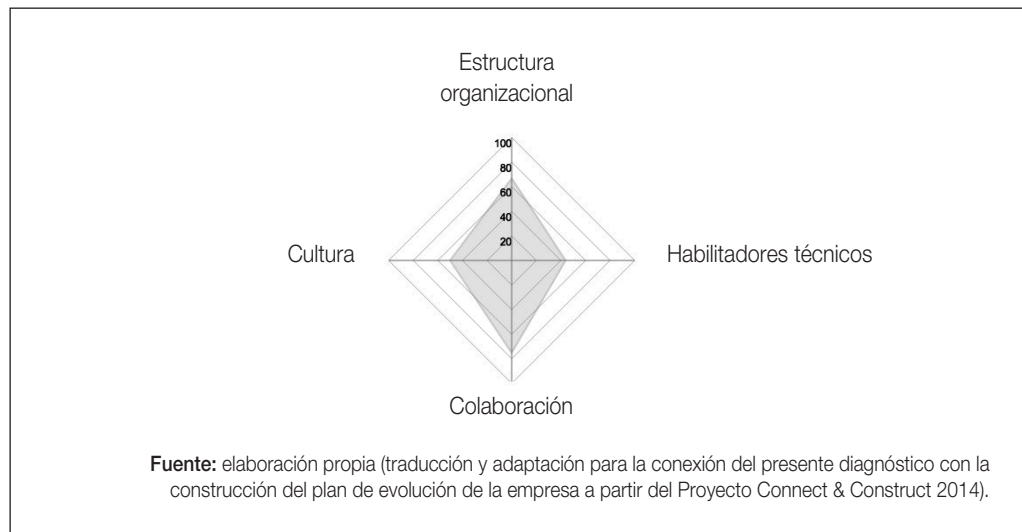 Estructura
organizacional
100
80
60
40
20
Cultura
Habilitadores técnicos
Colaboración
Fuente: elaboración propia (traducción y adaptación para la conexión del presente diagnóstico con la
construcción del plan de evolución de la empresa a partir del Proyecto Connect & Construct 2014).